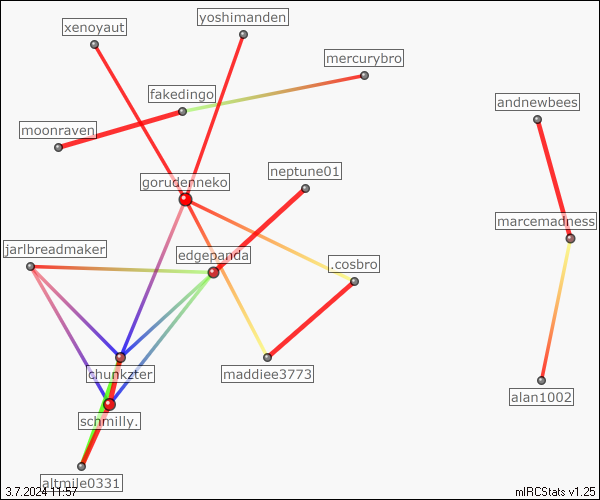 yoshimanden
xenoyaut
mercurybro
fakedingo
andnewbees
moonraven
neptune01
gorudenneko
marcemadness
jarlbreadmaker
edgepanda
.cosbro
chunkzter
maddiee3773
alan1002
schmilly.
altmile0331
3.7.2024 11:57
mIRCStats v1.25